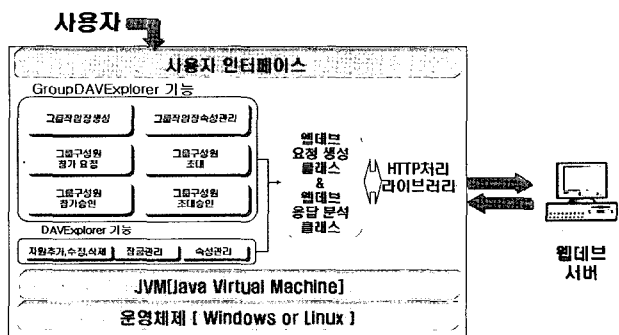 사용자
사용자 인터페이스
GroupDAVExplorer 기능
그룹작업장생성
그룹작업장속성관리
그룹구성원
참가 요청
그룹구성원
초대
그룹구성원
참가승인
그룹구성원
초대승인
DAVExplorer 기능
자원추가,수정,삭제
잠금관리
속성관리
웹데브
요청 생성
클래스
&
웹데브
응답 분석
클래스
HTTP처리
라이브러리
웹데브
서버
JVM[Java Virtual Machine]
운영체제 [ Windows or Linux ]